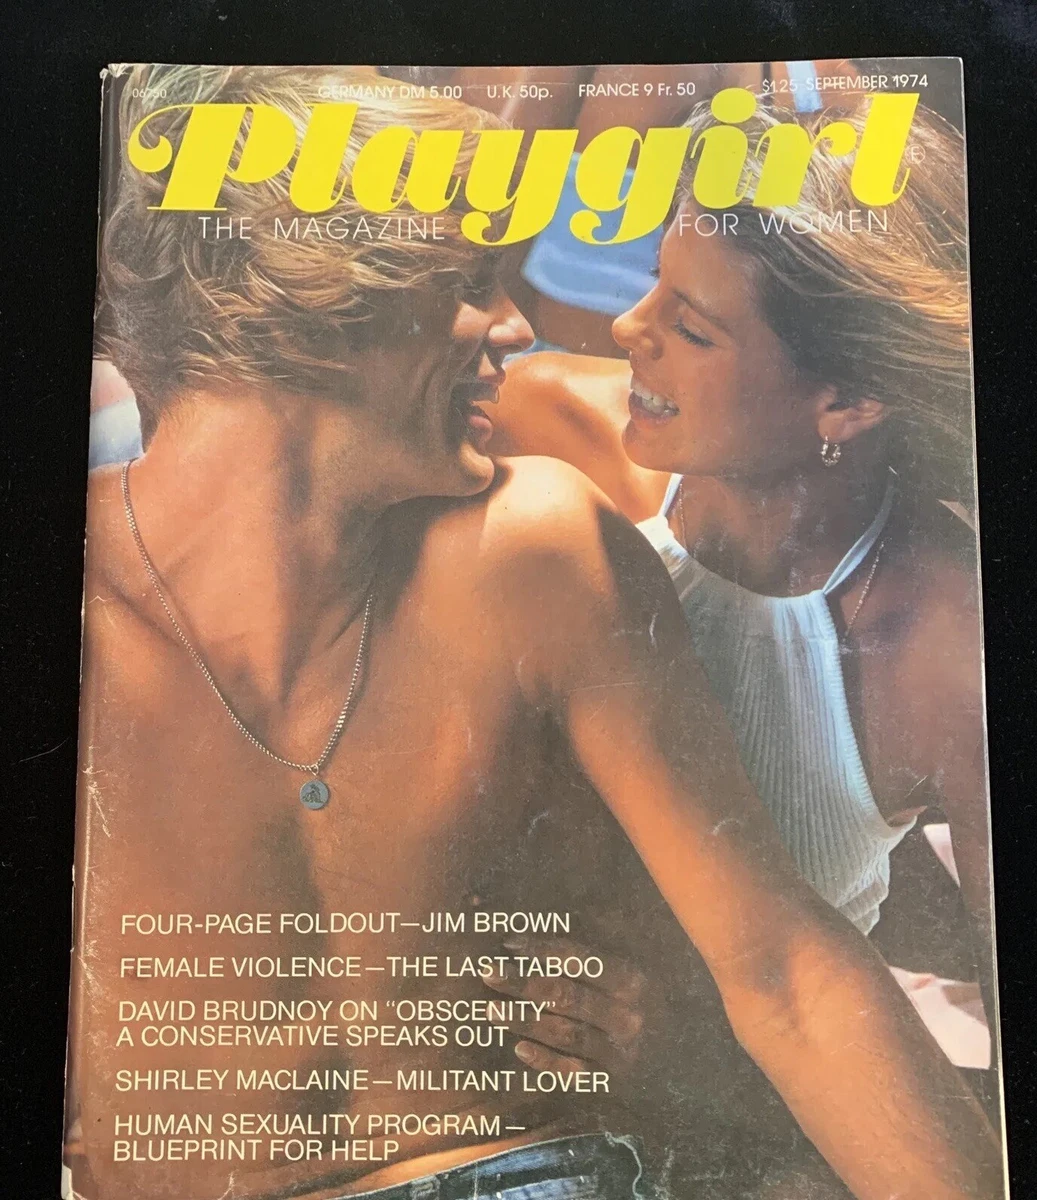 06250
GERMANY DM 5.00 U.K. 50p. FRANCE 9 Fr. 50 $1.25 SEPTEMBER 1974
Playgirl
THE MAGAZINE FOR WOMEN
FOUR-PAGE FOLDOUT—JIM BROWN
FEMALE VIOLENCE—THE LAST TABOO
DAVID BRUDNOY ON "OBSCENITY"
A CONSERVATIVE SPEAKS OUT
SHIRLEY MACLAINE—MILITANT LOVER
HUMAN SEXUALITY PROGRAM—
BLUEPRINT FOR HELP